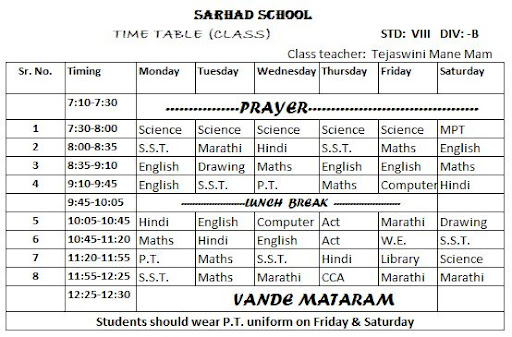 SARHAD SCHOOL
TIME TABLE (CLASS) STD: VIII DIV: -B
Class teacher: Tejaswini Mane Mam
Sr. No. Timing Monday Tuesday Wednesday Thursday Friday Saturday
7:10-7:30 ----------------PRAYER-----------------------------------
1 7:30-8:00 Science Science Science Science Science MPT
2 8:00-8:35 S.S.T. Marathi Hindi S.S.T. Maths English
3 8:35-9:10 English Drawing Maths English English Maths
4 9:10-9:45 English S.S.T. P.T. Maths Computer Hindi
9:45-10:05 ------------------LUNCH BREAK ------------------
5 10:05-10:45 Hindi English Computer Act Marathi Drawing
6 10:45-11:20 Maths Hindi English Act W.E. S.S.T.
7 11:20-11:55 P.T. Maths S.S.T. Hindi Library Science
8 11:55-12:25 S.S.T. Maths Marathi CCA Marathi Marathi
12:25-12:30 VANDE MATARAM
Students should wear P.T. uniform on Friday & Saturday